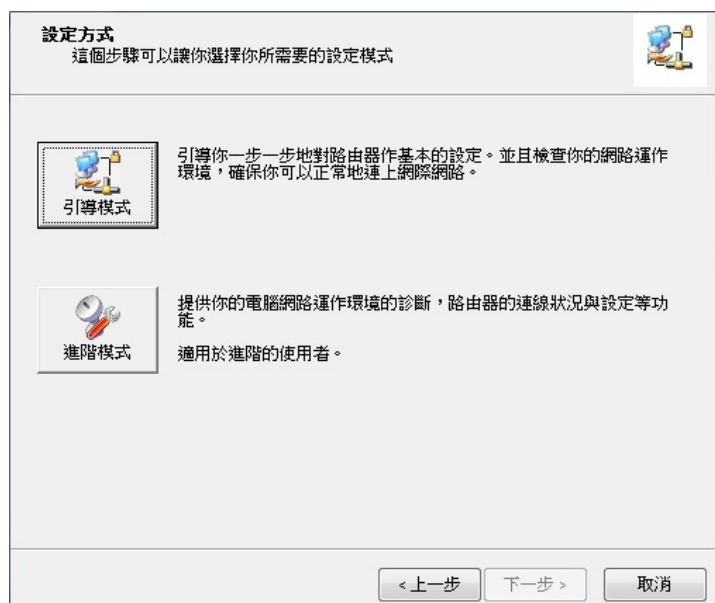 設定方式
這個步驟可以讓你選擇你所需要的設定模式
引導你一步一步地對路由器作基本的設定。並且檢查你的網路運作
環境，確保你可以正常地連上網際網路。
引導模式
提供你的電腦網路運作環境的診斷，路由器的連線狀況與設定等功
能。
進階模式
適用於進階的使用者。
<上一步
下一步>
取消